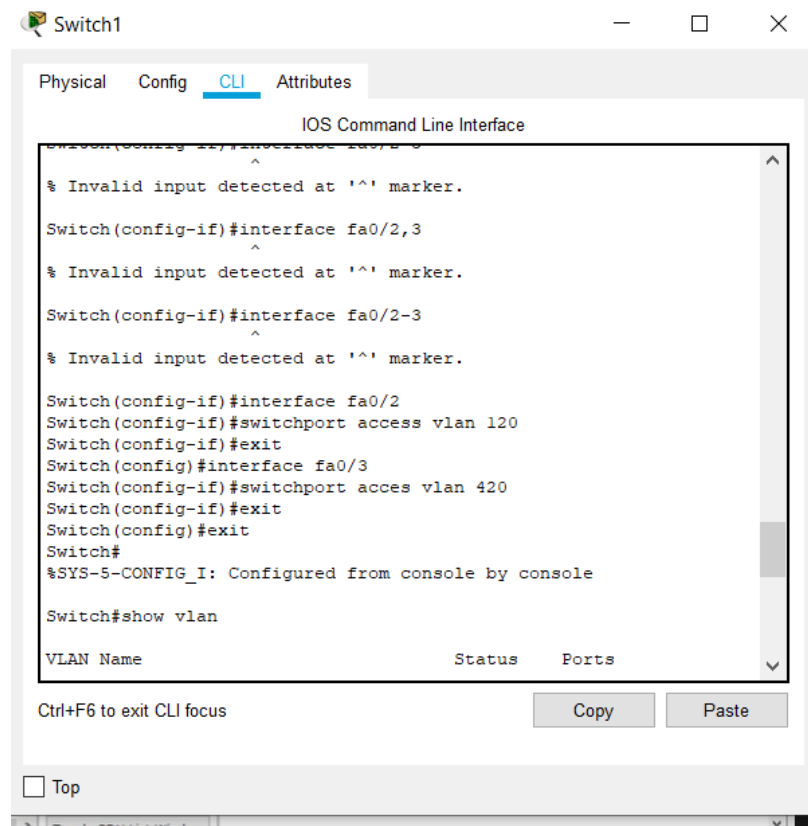 Switch1
Physical Config CLI Attributes
IOS Command Line Interface
^
% Invalid input detected at '^' marker.
Switch(config-if)#interface fa0/2,3
^
% Invalid input detected at '^' marker.
Switch(config-if)#interface fa0/2-3
^
% Invalid input detected at '^' marker.
Switch(config-if)#interface fa0/2
Switch(config-if)#switchport access vlan 120
Switch(config-if)#exit
Switch(config)#interface fa0/3
Switch(config-if)#switchport acces vlan 420
Switch(config-if)#exit
Switch(config)#exit
Switch#
%SYS-5-CONFIG_I: Configured from console by console
Switch#show vlan
VLAN Name Status Ports
Ctrl+F6 to exit CLI focus
Copy Paste
Top